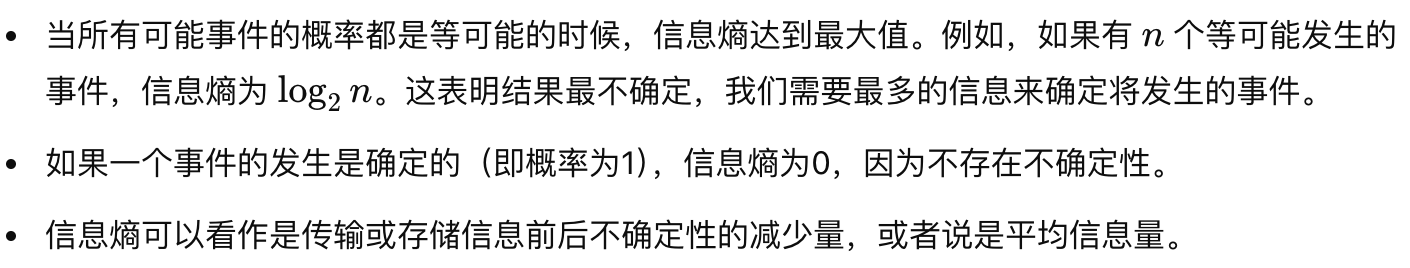 • 当所有可能事件的概率都是等可能的时候，信息熵达到最大值。例如，如果有 n 个等可能发生的
事件，信息熵为 log₂ n。这表明结果最不确定，我们需要最多的信息来确定将发生的事件。
• 如果一个事件的发生是确定的（即概率为1），信息熵为0，因为不存在不确定性。
• 信息熵可以看作是传输或存储信息前后不确定性的减少量，或者说是平均信息量。